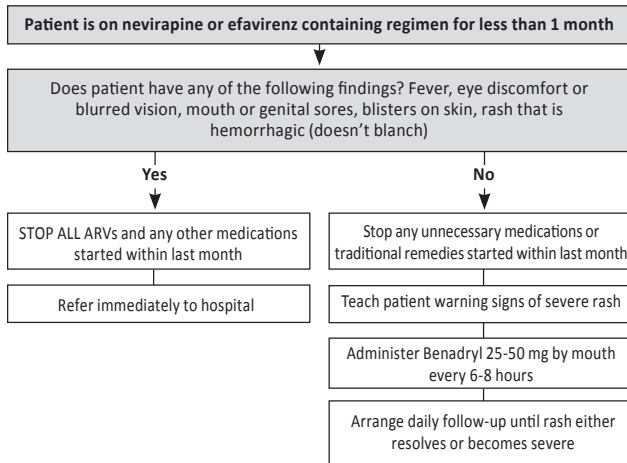 Patient is on nevirapine or efavirenz containing regimen for less than 1 month
Does patient have any of the following findings? Fever, eye discomfort or
blurred vision, mouth or genital sores, blisters on skin, rash that is
hemorrhagic (doesn't blanch)
Yes
No
STOP ALL ARVs and any other medications
started within last month
Refer immediately to hospital
Stop any unnecessary medications or
traditional remedies started within last month
Teach patient warning signs of severe rash
Administer Benadryl 25-50 mg by mouth
every 6-8 hours
Arrange daily follow-up until rash either
resolves or becomes severe